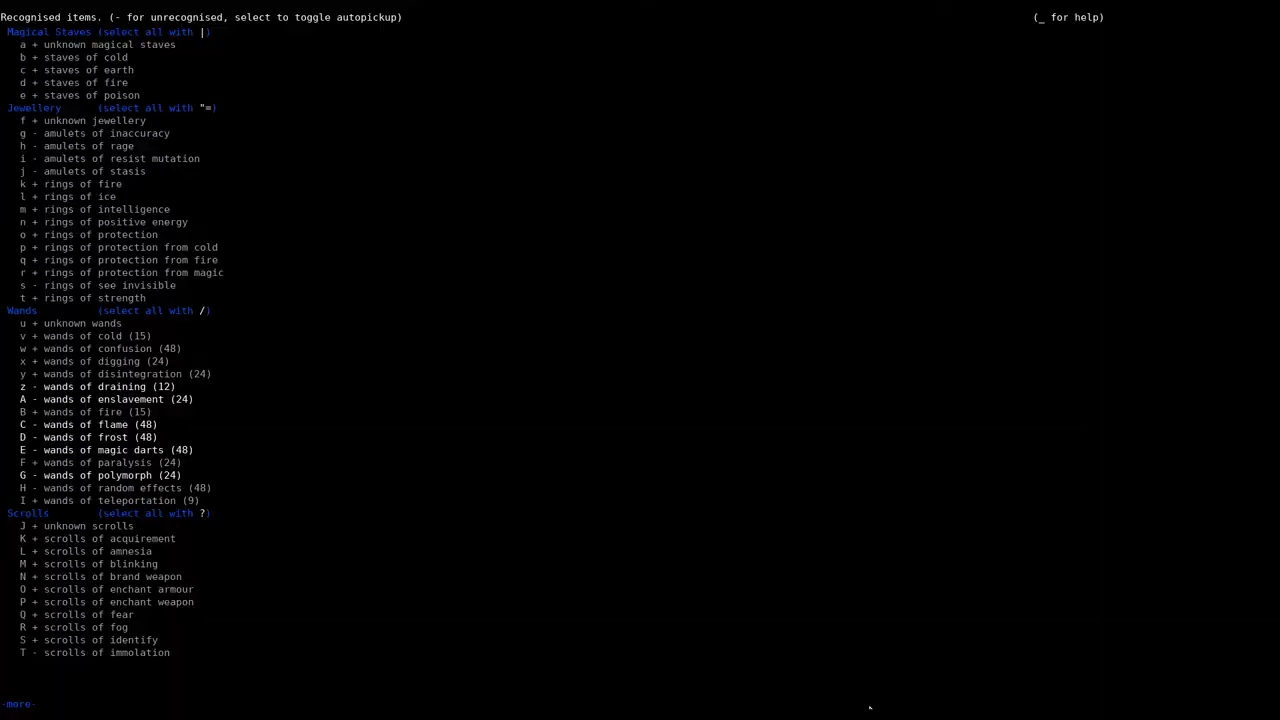 Recognised items. (- for unrecognised, select to toggle autopickup) (_ for help)
Magical Staves (select all with |)
a + unknown magical staves
b + staves of cold
c + staves of earth
d + staves of fire
e + staves of poison
Jewellery (select all with "=)
f + unknown jewellery
g - amulets of inaccuracy
h - amulets of rage
i - amulets of resist mutation
j - amulets of stasis
k + rings of fire
l + rings of ice
m + rings of intelligence
n + rings of positive energy
o + rings of protection
p + rings of protection from cold
q + rings of protection from fire
r + rings of protection from magic
s - rings of see invisible
t + rings of strength
Wands (select all with /)
u + unknown wands
v + wands of cold (15)
w + wands of confusion (48)
x + wands of digging (24)
y + wands of disintegration (24)
z - wands of draining (12)
A - wands of enslavement (24)
B + wands of fire (15)
C - wands of flame (48)
D - wands of frost (48)
E - wands of magic darts (48)
F + wands of paralysis (24)
G - wands of polymorph (24)
H - wands of random effects (48)
I + wands of teleportation (9)
Scrolls (select all with ?)
J + unknown scrolls
K + scrolls of acquirement
L + scrolls of amnesia
M + scrolls of blinking
N + scrolls of brand weapon
O + scrolls of enchant armour
P + scrolls of enchant weapon
Q + scrolls of fear
R + scrolls of fog
S + scrolls of identify
T - scrolls of immolation
-more-